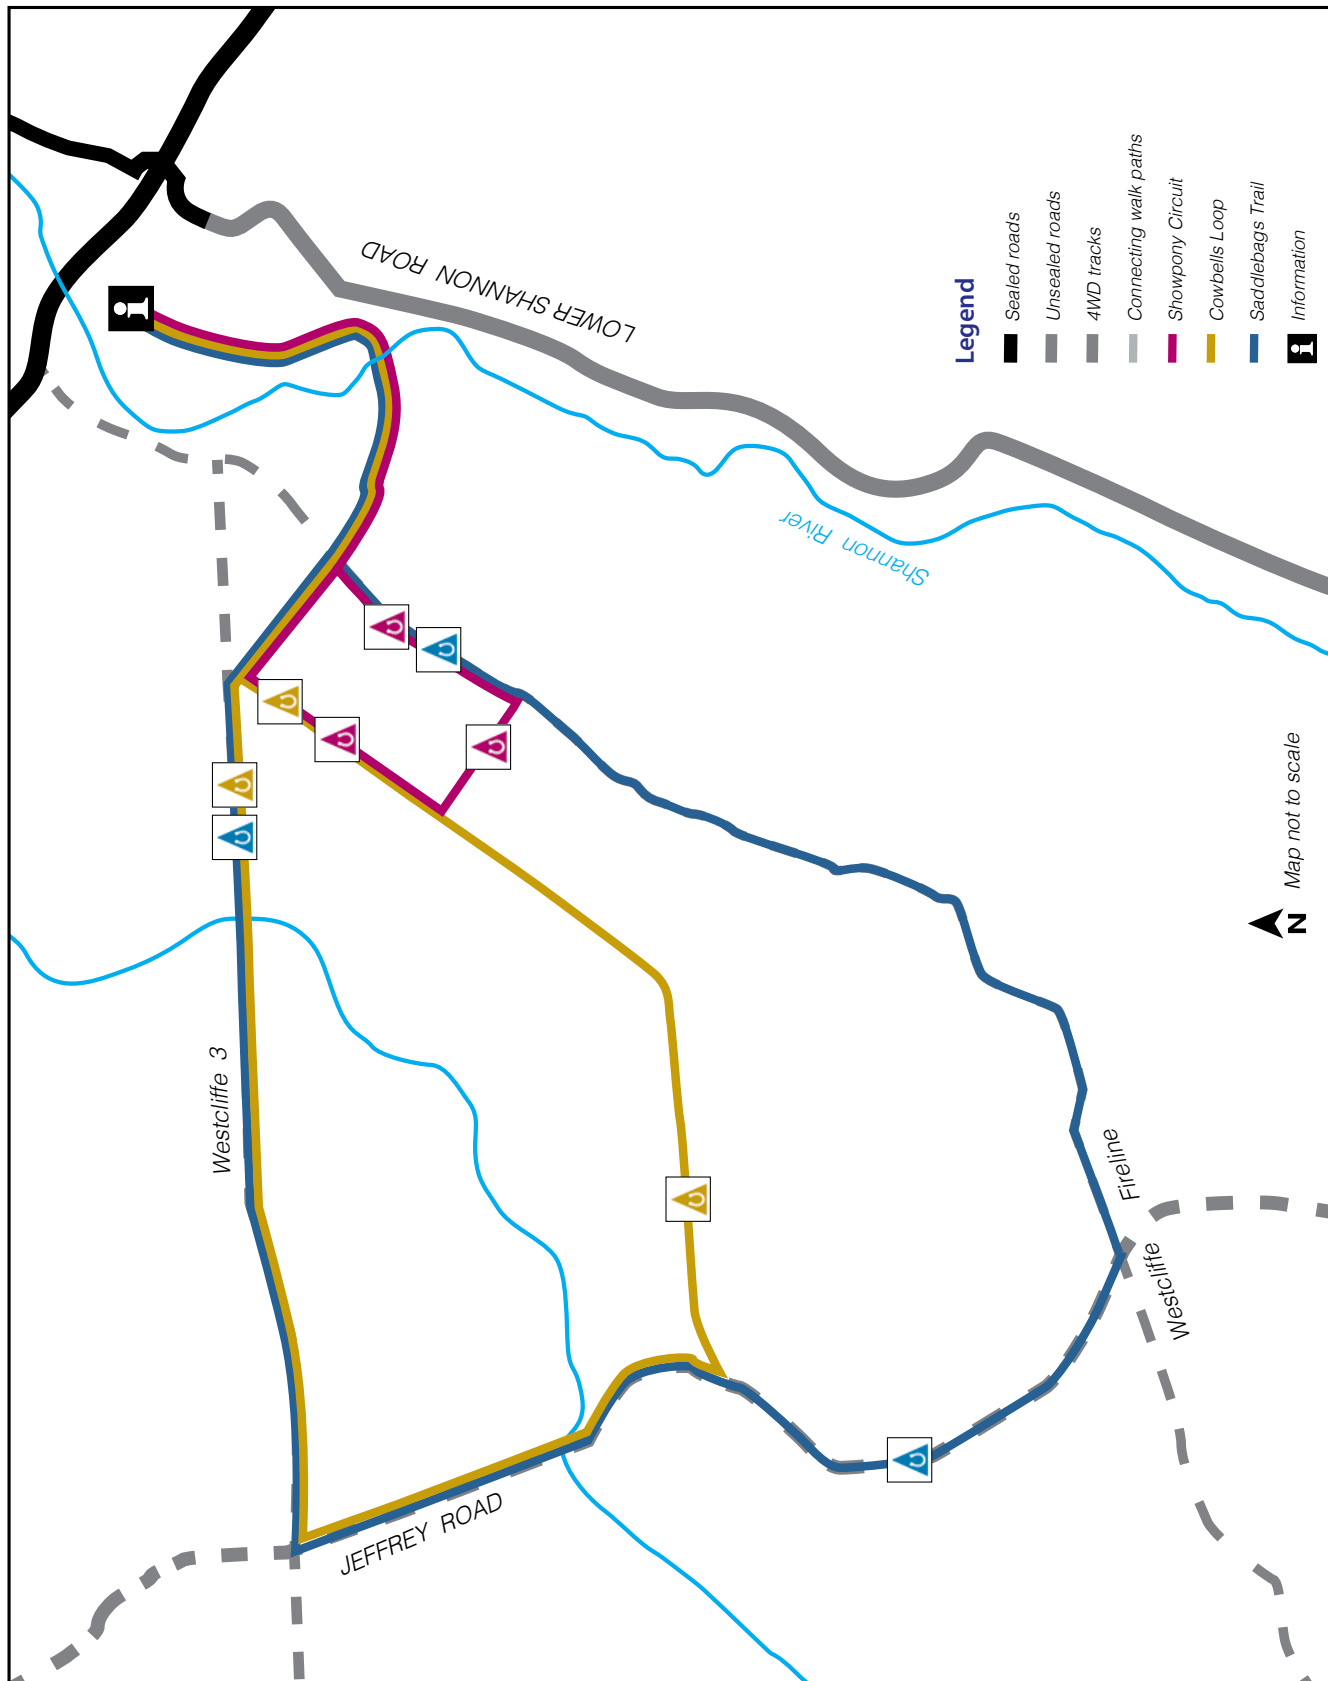 LOWER SHANNON ROAD
Shannon River
Westcliffe 3
JEFFREY ROAD
Westcliffe Fireline
Legend
Sealed roads
Unsealed roads
4WD tracks
Connecting walk paths
Showpony Circuit
Cowbells Loop
Saddlebags Trail
i Information
N Map not to scale
i